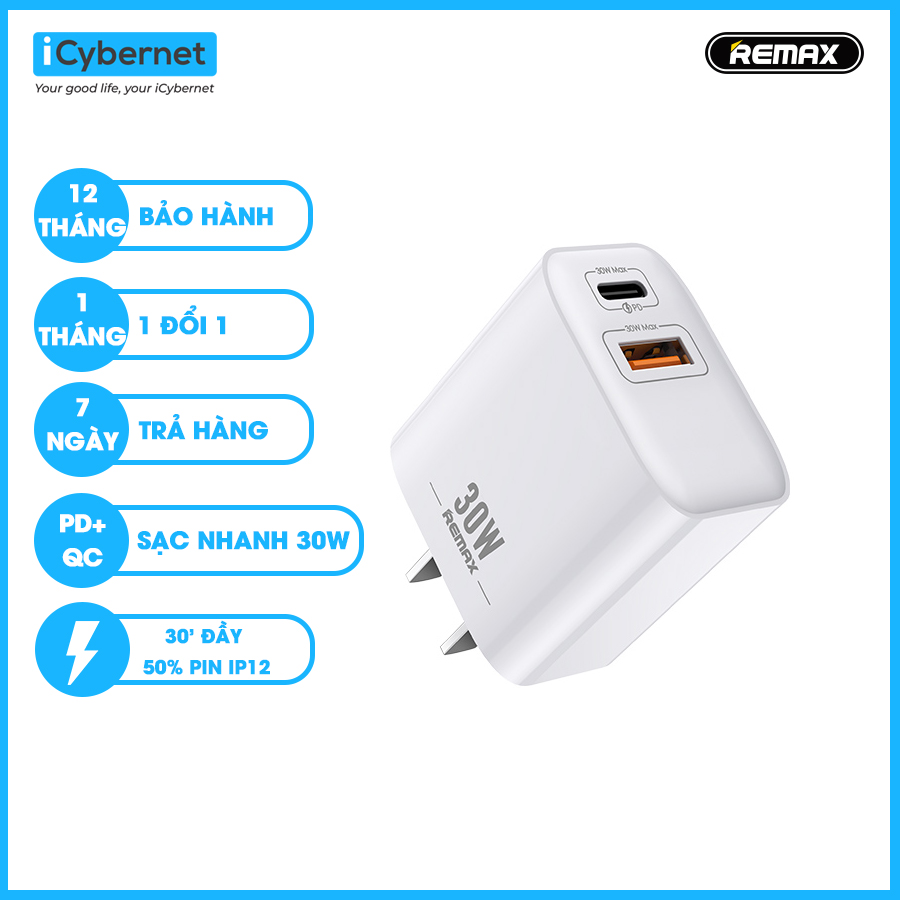 iCybernet
Your good life, your iCybernet
REMAX
12
THÁNG
BẢO HÀNH
1
THÁNG
1 ĐỔI 1
7
NGÀY
TRẢ HÀNG
PD+
QC
SẠC NHANH 30W
30' ĐẦY
50% PIN IP12
30W Max
PD
30W Max
30W
REMAX